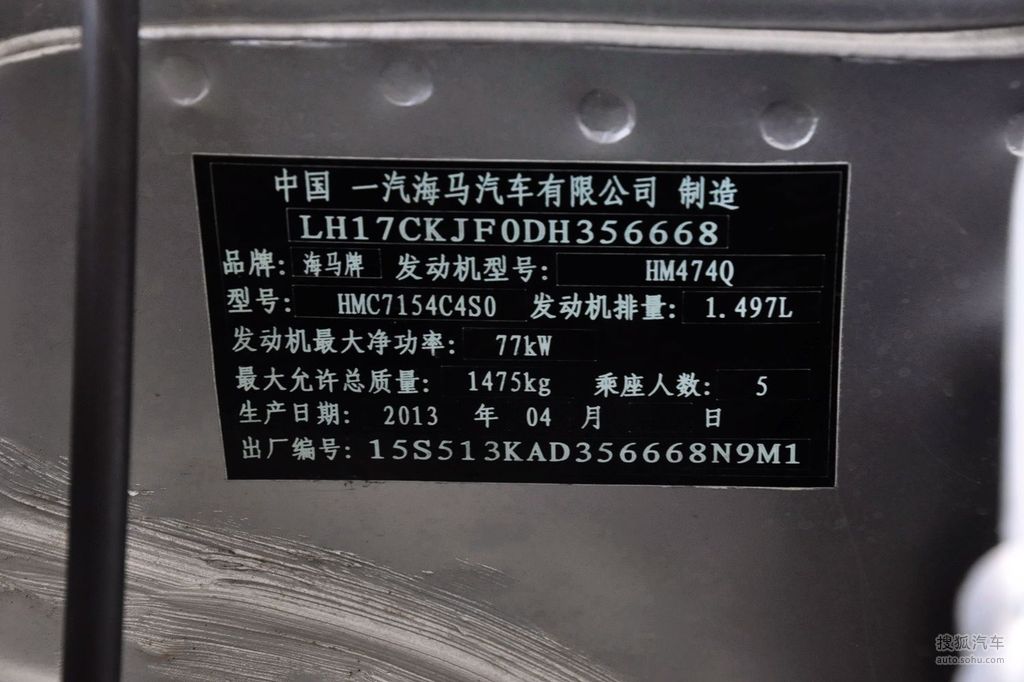 中国 一汽海马汽车有限公司 制造
LH17CKJF0DH356668
品牌: 海马牌 发动机型号: HM474Q
型号: HMC7154C4S0 发动机排量: 1.497L
发动机最大净功率: 77kW
最大允许总质量: 1475kg 乘座人数: 5
生产日期: 2013 年 04 月 日
出厂编号: 15S513KAD356668N9M1
搜狐汽车
auto.sohu.com